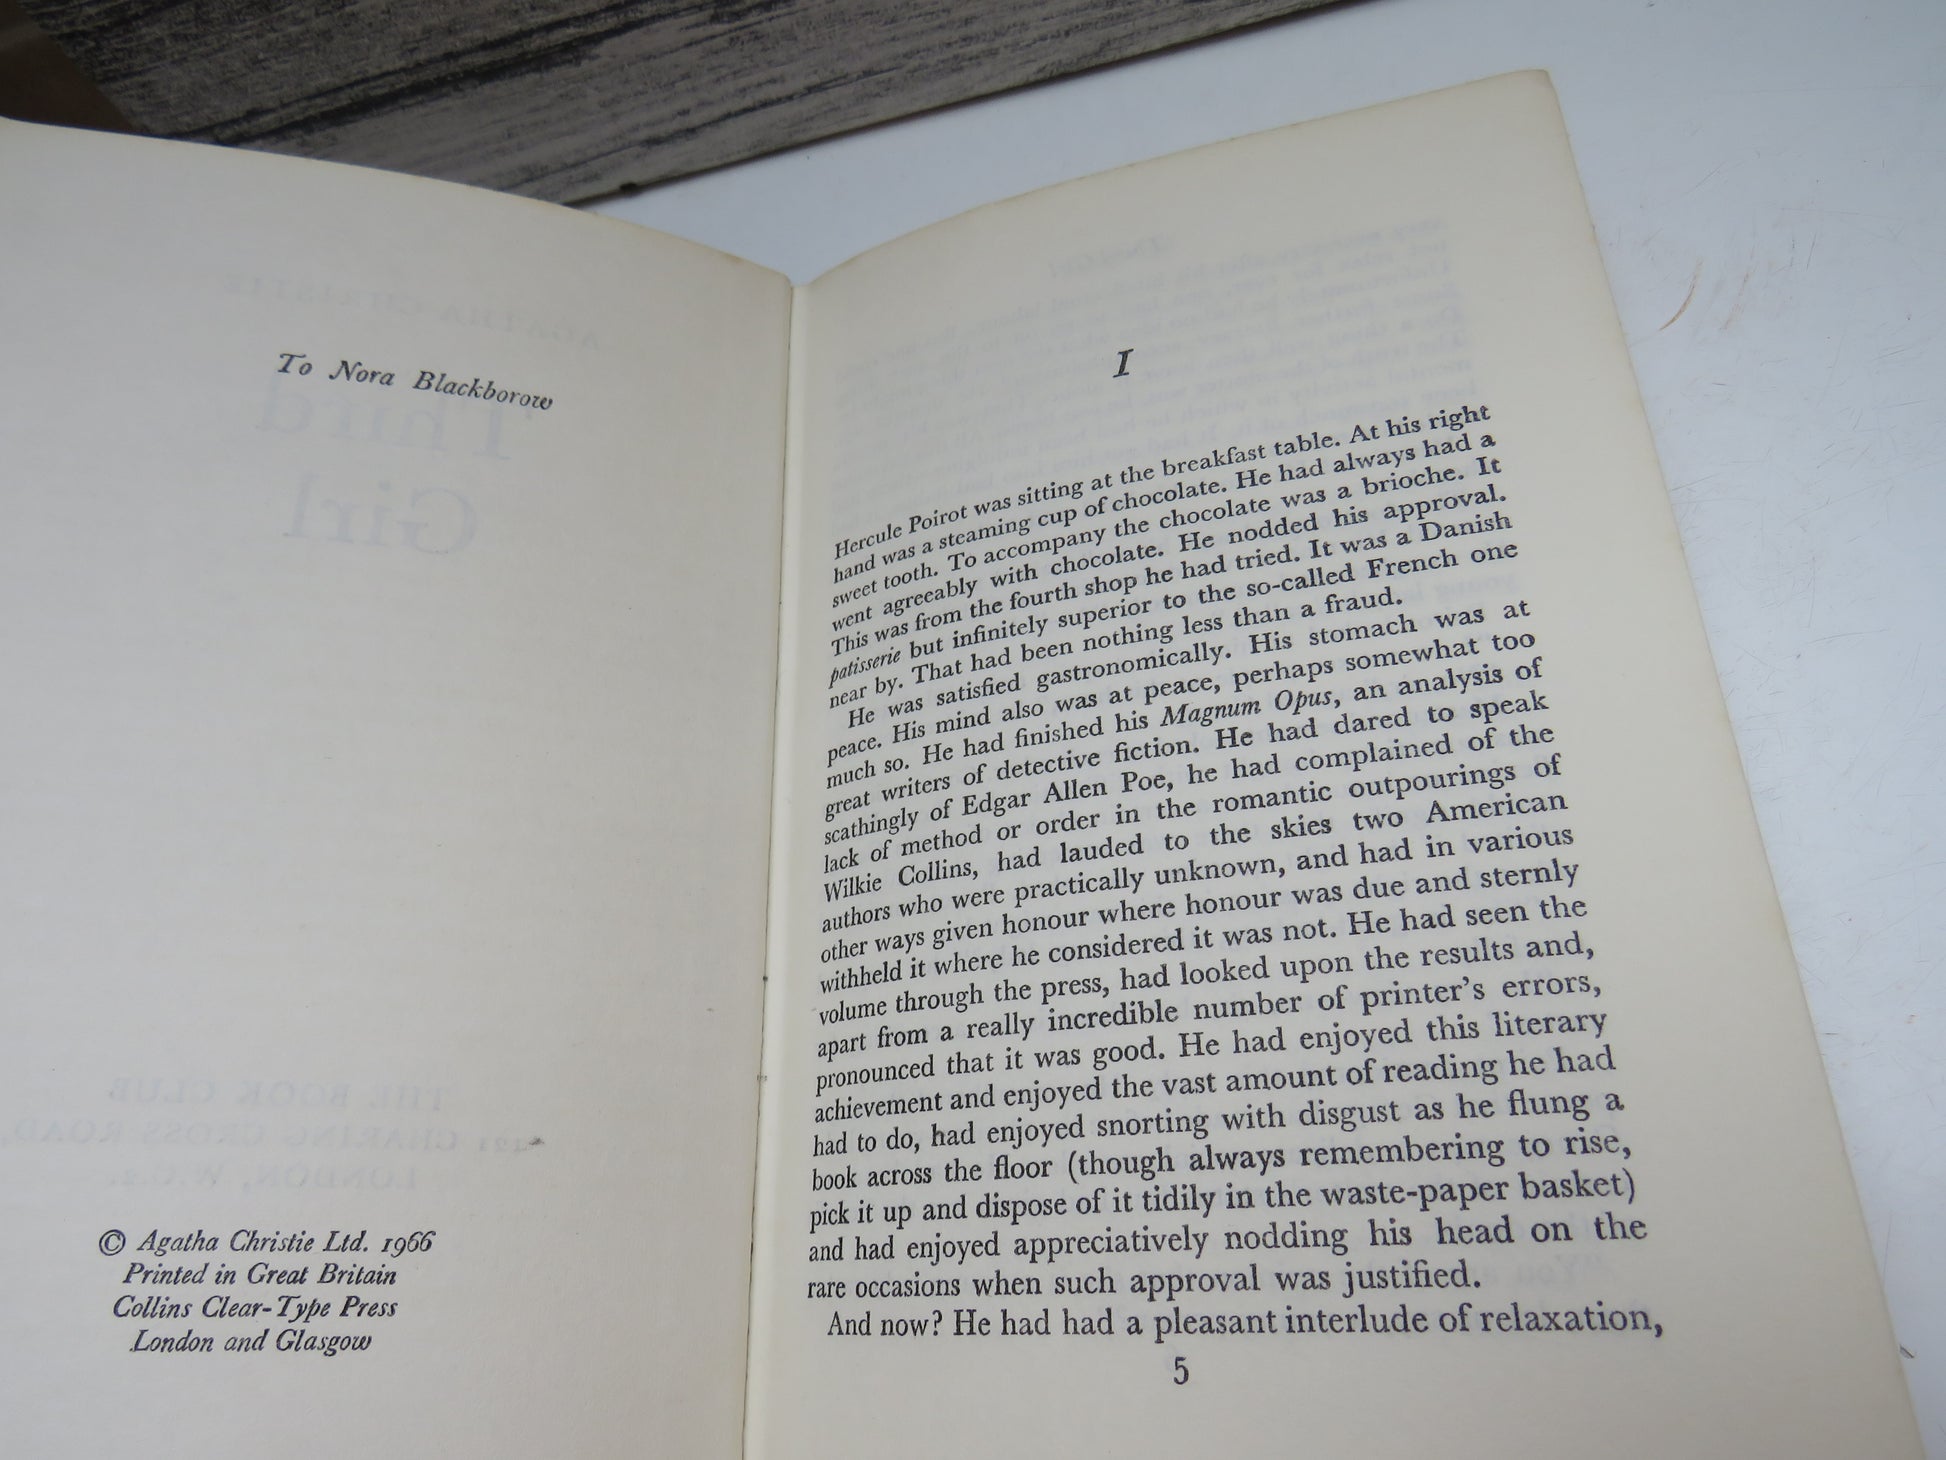 To Nora Blackborow
© Agatha Christie Ltd. 1966
Printed in Great Britain
Collins Clear-Type Press
London and Glasgow
I
Hercule Poirot was sitting at the breakfast table. At his right
hand was a steaming cup of chocolate. He had always had a
sweet tooth. To accompany the chocolate was a brioche. It
went agreeably with chocolate. He nodded his approval.
This was from the fourth shop he had tried. It was a Danish
patisserie but infinitely superior to the so-called French one
near by. That had been nothing less than a fraud.
He was satisfied gastronomically. His stomach was at
peace. His mind also was at peace, perhaps somewhat too
much so. He had finished his Magnum Opus, an analysis of
great writers of detective fiction. He had dared to speak
scathingly of Edgar Allen Poe, he had complained of the
lack of method or order in the romantic outpourings of
Wilkie Collins, had lauded to the skies two American
authors who were practically unknown, and had in various
other ways given honour where honour was due and sternly
withheld it where he considered it was not. He had seen the
volume through the press, had looked upon the results and,
apart from a really incredible number of printer's errors,
pronounced that it was good. He had enjoyed this literary
achievement and enjoyed the vast amount of reading he had
had to do, had enjoyed snorting with disgust as he flung a
book across the floor (though always remembering to rise,
pick it up and dispose of it tidily in the waste-paper basket)
and had enjoyed appreciatively nodding his head on the
rare occasions when such approval was justified.
And now? He had had a pleasant interlude of relaxation,
5
AGATHA CHRISTIE
Third
Girl
THE BOOK CLUB
121 CHARING CROSS ROAD,
LONDON, W.C.2.